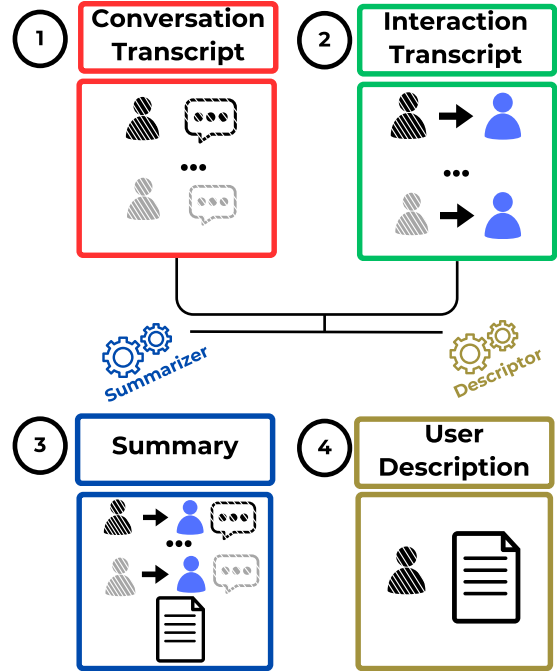 1
Conversation
Transcript
2
Interaction
Transcript
Summarizer
Descriptor
3
Summary
4
User
Description